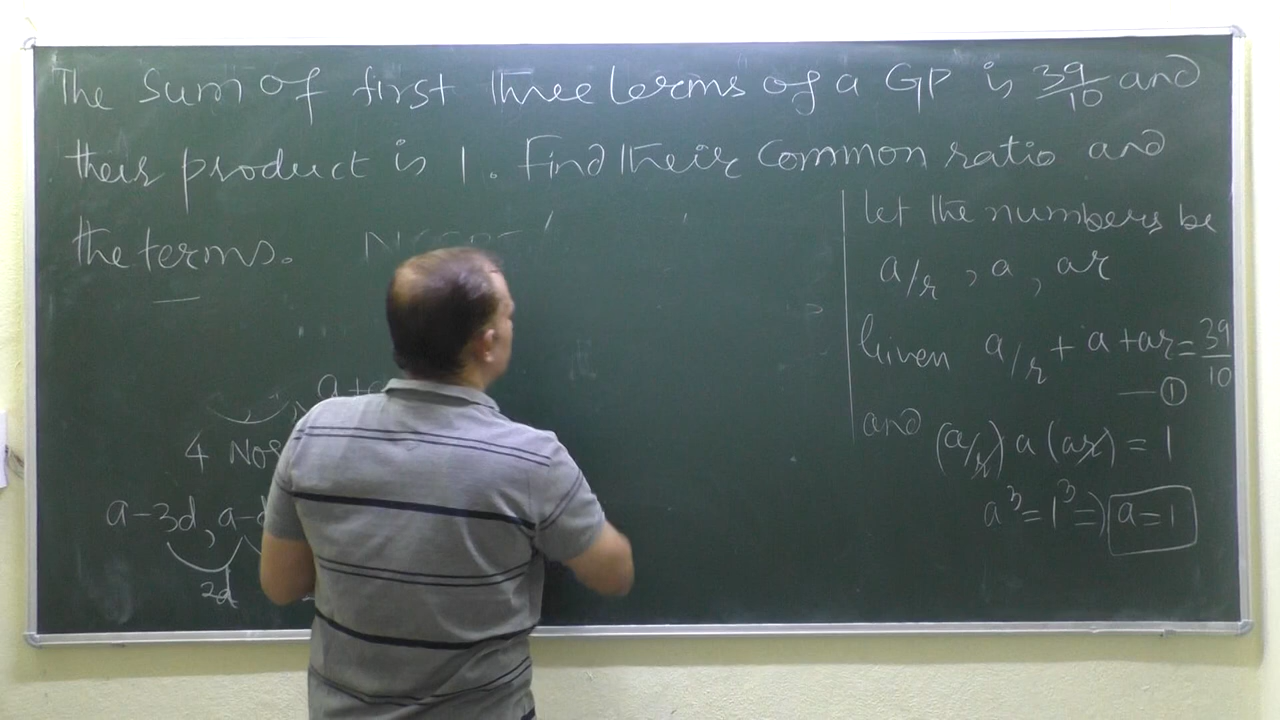 The Sum of first three terms of a GP is 39/10 and
their product is 1. Find their Common ratio and
the terms.
let the numbers be
a/r, a, ar
Given a/r + a + ar = 39/10
—①
and (a/r) a (ar) = 1
a³ = 1³ ⇒ a = 1
4 Nos
a-3d, a-d
2d